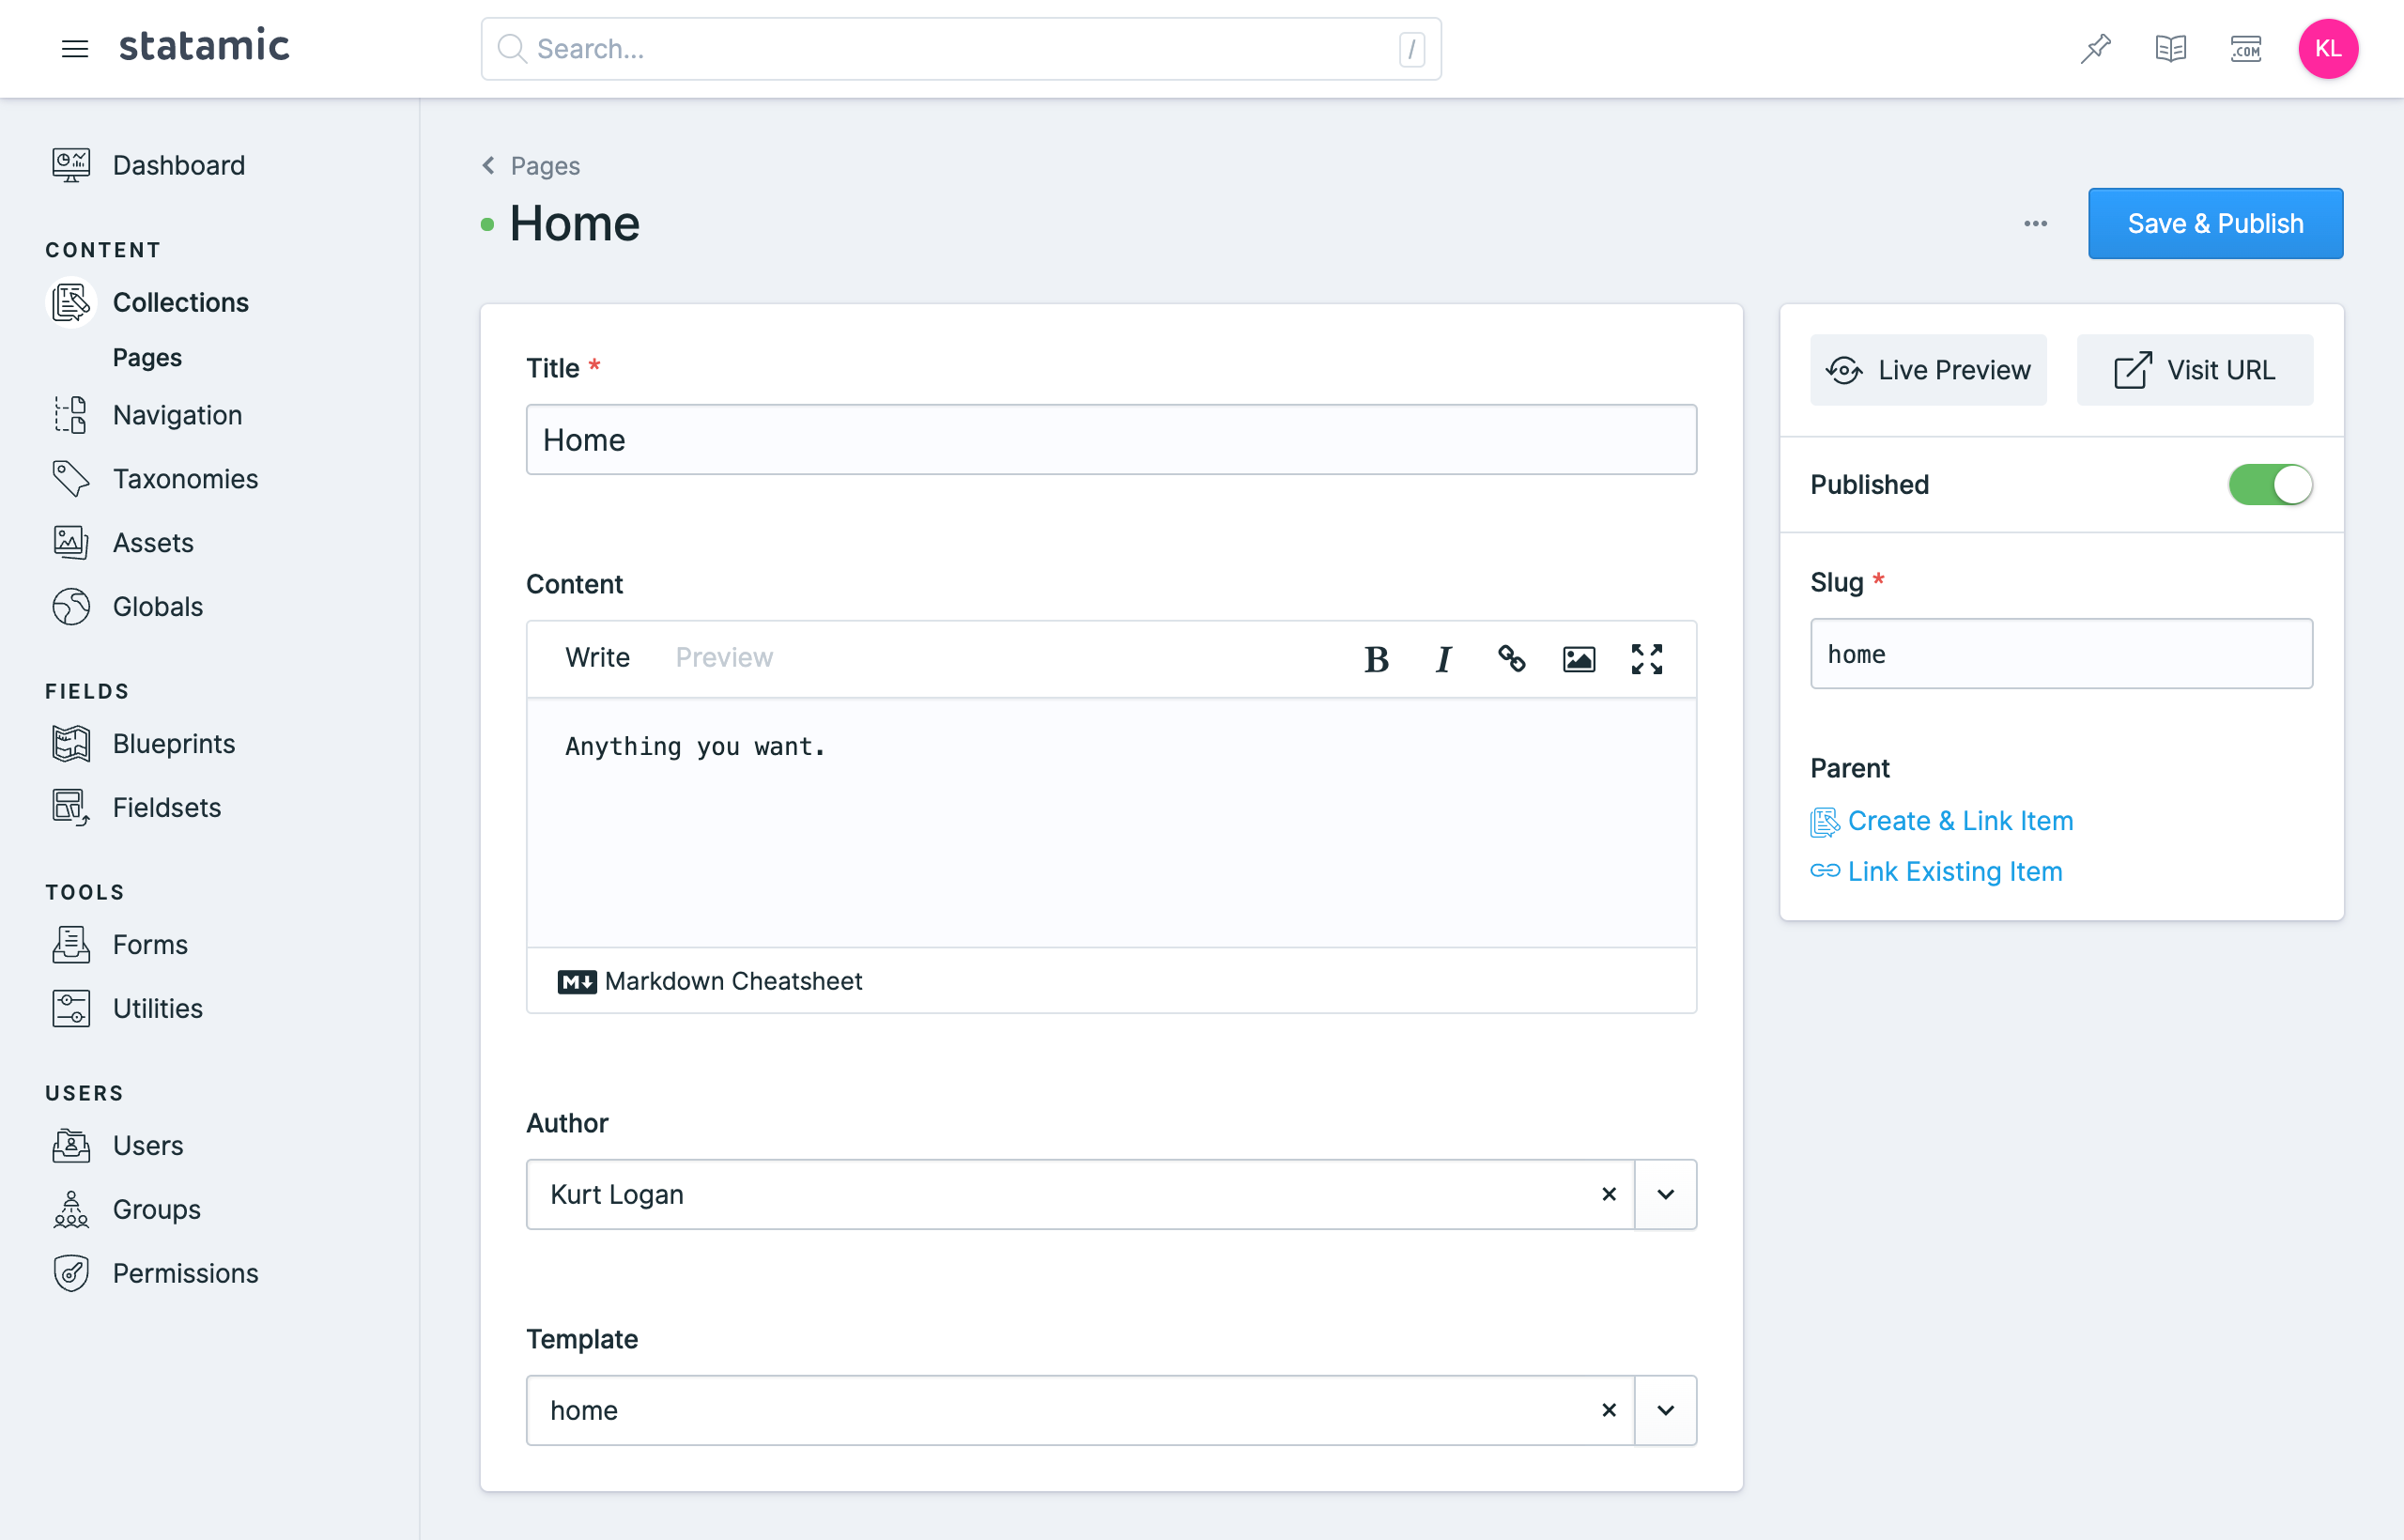 statamic
Search...
/
.COM
KL
Dashboard
CONTENT
Collections
Pages
Navigation
Taxonomies
Assets
Globals
FIELDS
Blueprints
Fieldsets
TOOLS
Forms
Utilities
USERS
Users
Groups
Permissions
Pages
Home
Save & Publish
Title *
Home
Content
Write Preview B I
Anything you want.
M Markdown Cheatsheet
Author
Kurt Logan
Template
home
Live Preview Visit URL
Published
Slug *
home
Parent
Create & Link Item
Link Existing Item